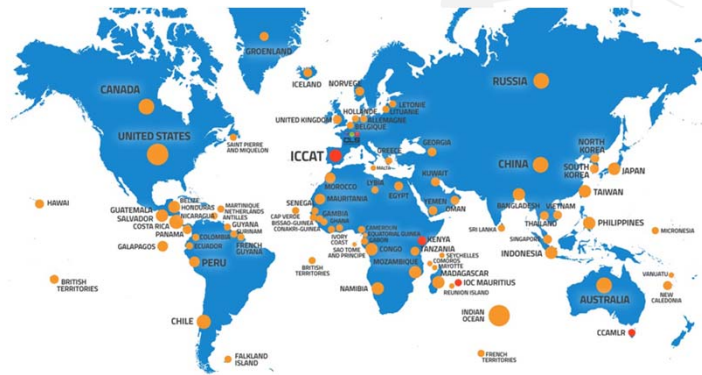 GROENLAND
ICELAND
NORVEGE
RUSSIA
CANADA
LETONIE
LITUANIE
HOLLANDE
ALLEMAGNE
UNITED KINGDOM
BELGIQUE
CLS
UNITED STATES
SAINT PIERRE
AND MIQUELON
GEORGIA
ICCAT
GREECE
MALTA
CHINA
NORTH
KOREA
SOUTH
KOREA
JAPAN
KUWAIT
MOROCCO
LYBIA
EGYPT
TAIWAN
HAWAI
BELIZE
HONDURAS
GUATEMALA
NICARAGUA
SALVADOR
COSTA RICA
PANAMA
MARTINIQUE
NETHERLANDS
ANTILLES
GUYANA
SURINAM
FRENCH
GUYANA
COLOMBIA
ECUADOR
GALAPAGOS
PERU
SENEGAL
MAURITANIA
CAP VERDE
GAMBIA
BISSAO-GUINEA
CONAKRI-GUINEA
GHANA
IVORY
COAST
CAMEROUN
EQUATORIAL GUINEA
GABON
SAO TOME
AND PRINCIPE
CONGO
YEMEN
OMAN
BANGLADESH
VIETNAM
THAILAND
PHILIPPINES
SRI LANKA
SINGAPORE
INDONESIA
MICRONESIA
KENYA
TANZANIA
SEYCHELLES
COMOROS
MAYOTTE
MOZAMBIQUE
MADAGASCAR
IOC MAURITIUS
REUNION ISLAND
BRITISH
TERRITORIES
BRITISH
TERRITORIES
NAMIBIA
INDIAN
OCEAN
AUSTRALIA
VANUATU
NEW
CALEDONIA
CHILE
CCAMLR
FALKLAND
ISLAND
FRENCH
TERRITORIES